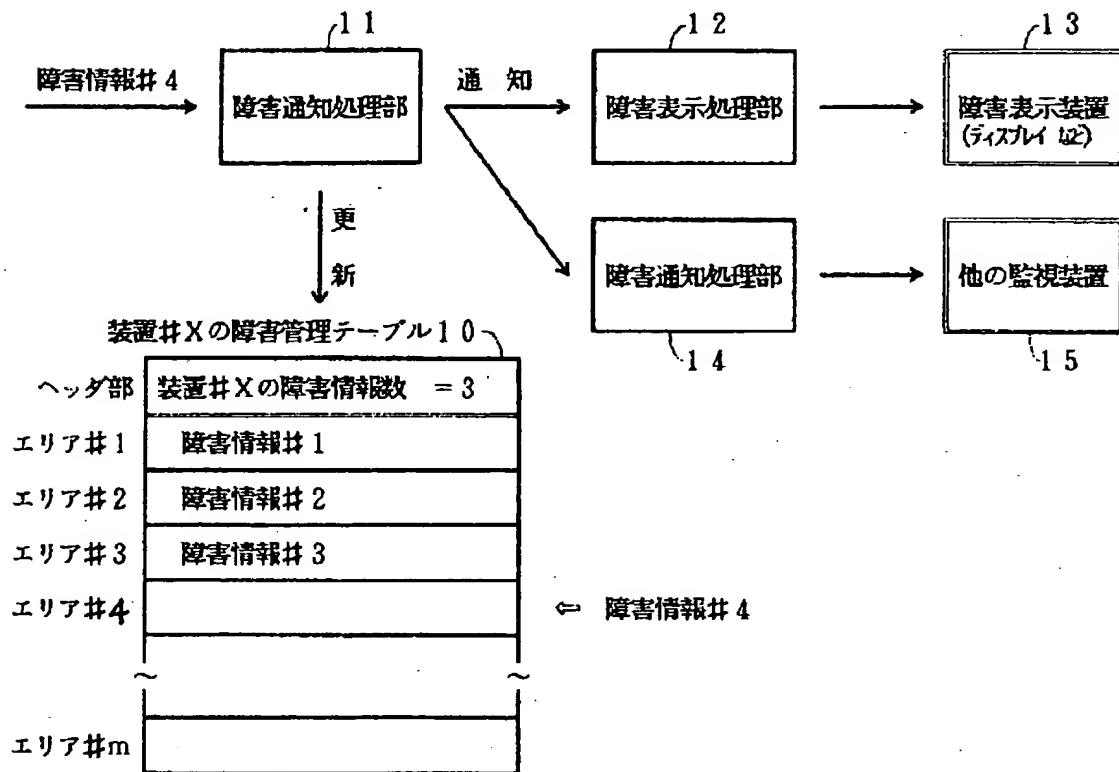 11
12
13
障害情報#4
通 知
障害通知処理部
障害表示処理部
障害表示装置
(ディスプレイ など)
更
新
障害通知処理部
他の監視装置
14
15
装置#Xの障害管理テーブル10
ヘッダ部 装置#Xの障害情報数 =3
エリア#1 障害情報#1
エリア#2 障害情報#2
エリア#3 障害情報#3
エリア#4 ⇦ 障害情報#4
~ ~
エリア#m